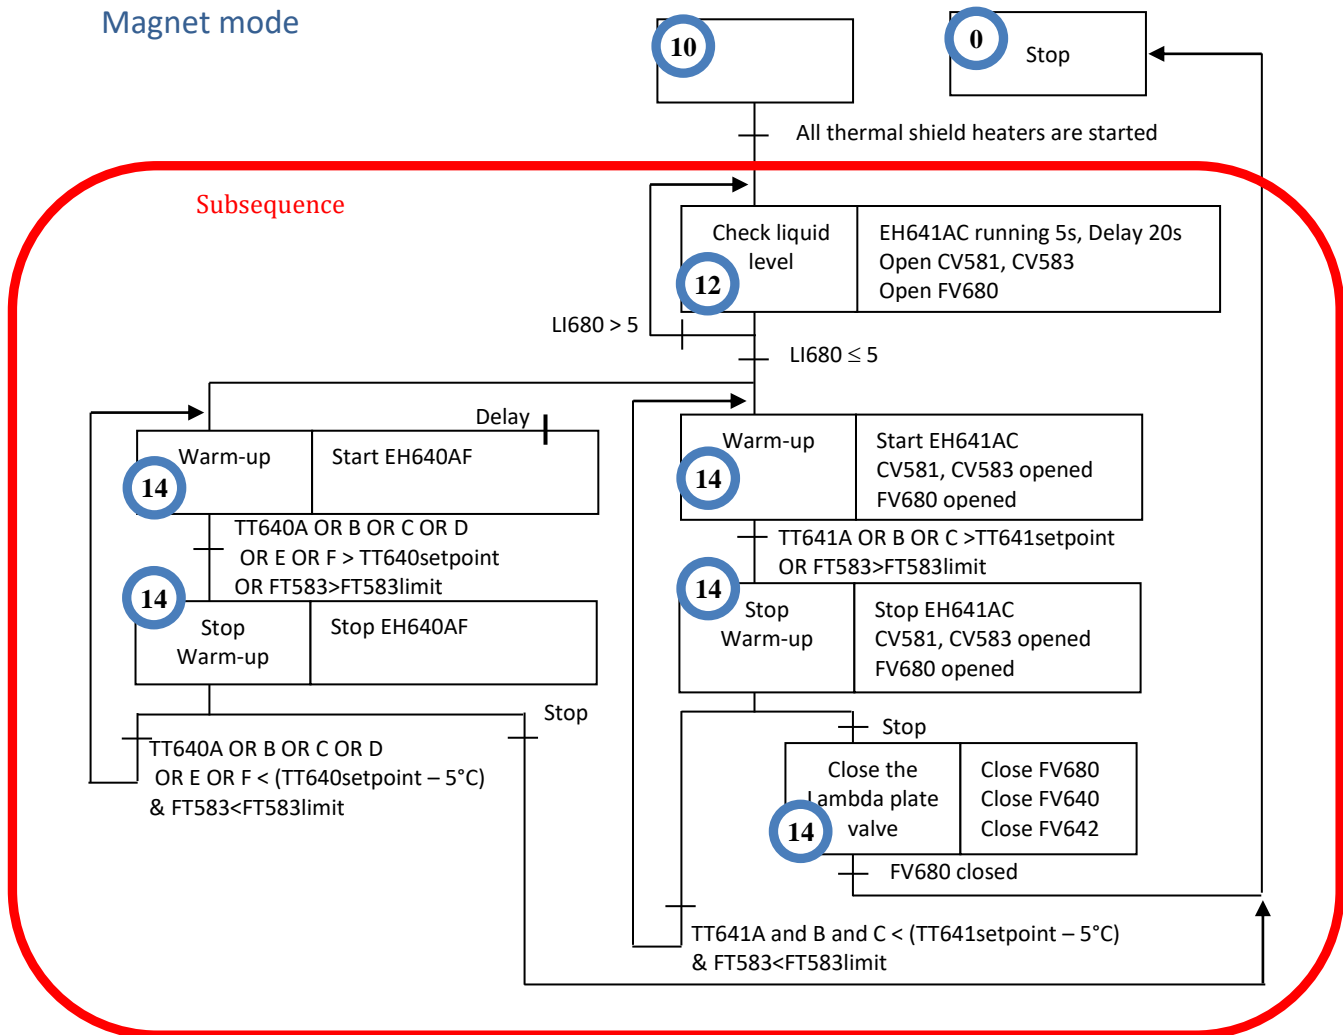 Magnet mode
10
0
Stop
All thermal shield heaters are started
Subsequence
Check liquid
level
12
EH641AC running 5s, Delay 20s
Open CV581, CV583
Open FV680
LI680 > 5
LI680 ≤ 5
Delay
Warm-up
14
Start EH640AF
Warm-up
14
Start EH641AC
CV581, CV583 opened
FV680 opened
TT640A OR B OR C OR D
OR E OR F > TT640setpoint
OR FT583>FT583limit
TT641A OR B OR C >TT641setpoint
OR FT583>FT583limit
14
Stop
Warm-up
Stop EH640AF
14
Stop
Warm-up
Stop EH641AC
CV581, CV583 opened
FV680 opened
Stop
TT640A OR B OR C OR D
OR E OR F < (TT640setpoint – 5°C)
& FT583<FT583limit
Stop
Close the
Lambda plate
valve
14
Close FV680
Close FV640
Close FV642
FV680 closed
TT641A and B and C < (TT641setpoint – 5°C)
& FT583<FT583limit